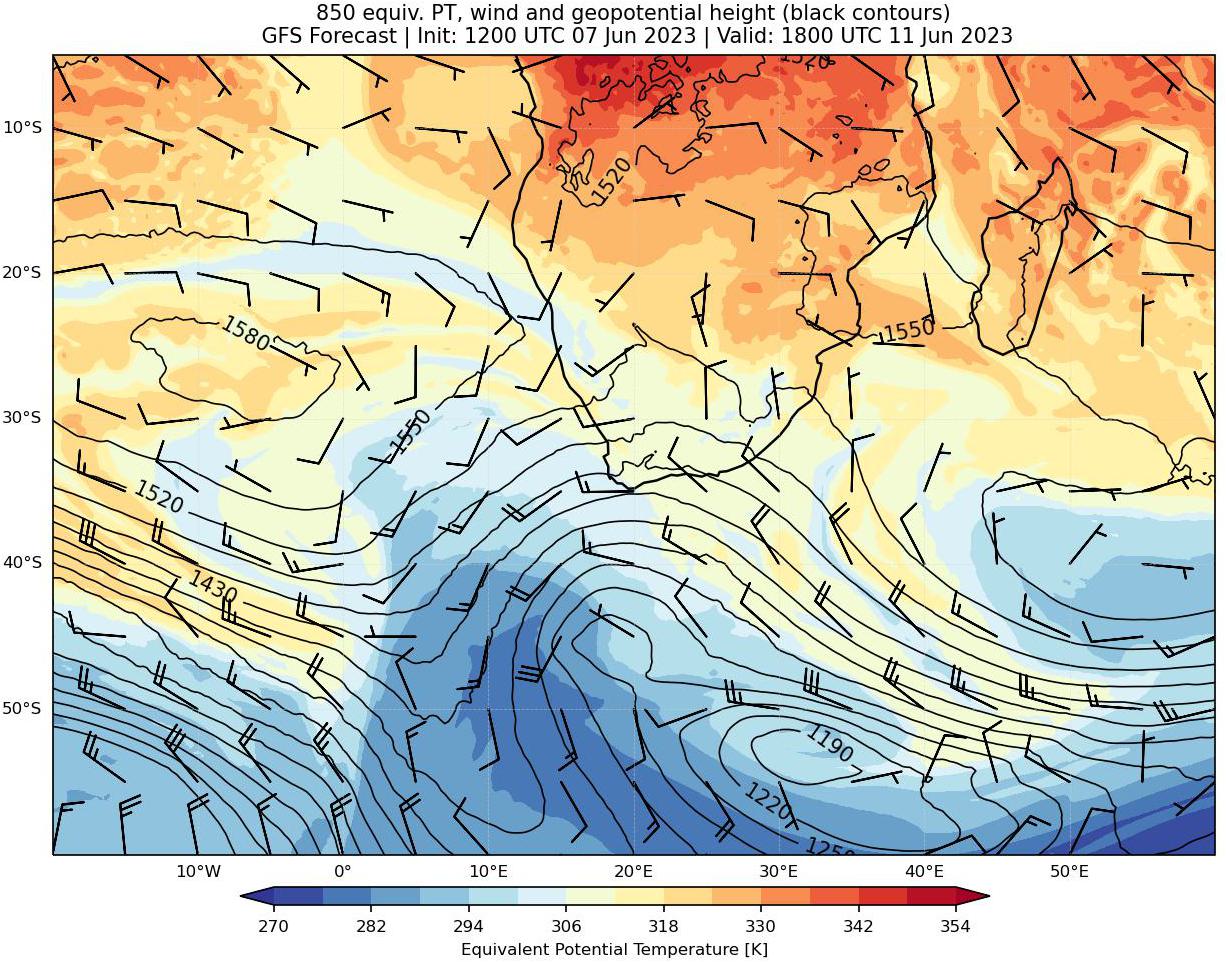 850 equiv. PT, wind and geopotential height (black contours)
GFS Forecast | Init: 1200 UTC 07 Jun 2023 | Valid: 1800 UTC 11 Jun 2023
1520
10°S
1520
20°S
1580
1550
30°S
1550
1520
40°S
1430
50°S
1190
1220
1250
10°W 0° 10°E 20°E 30°E 40°E 50°E
270 282 294 306 318 330 342 354
Equivalent Potential Temperature [K]